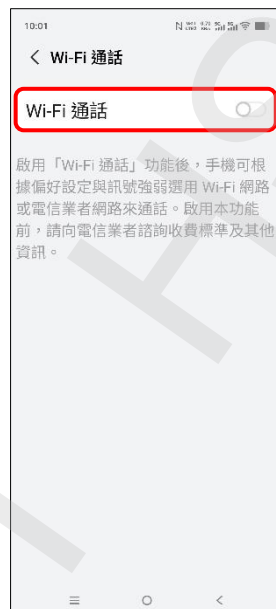 10:01
Wi-Fi 通話
Wi-Fi 通話
啟用「Wi-Fi 通話」功能後，手機可根
據偏好設定與訊號強弱選用 Wi-Fi 網路
或電信業者網路來通話。啟用本功能
前，請向電信業者諮詢收費標準及其他
資訊。